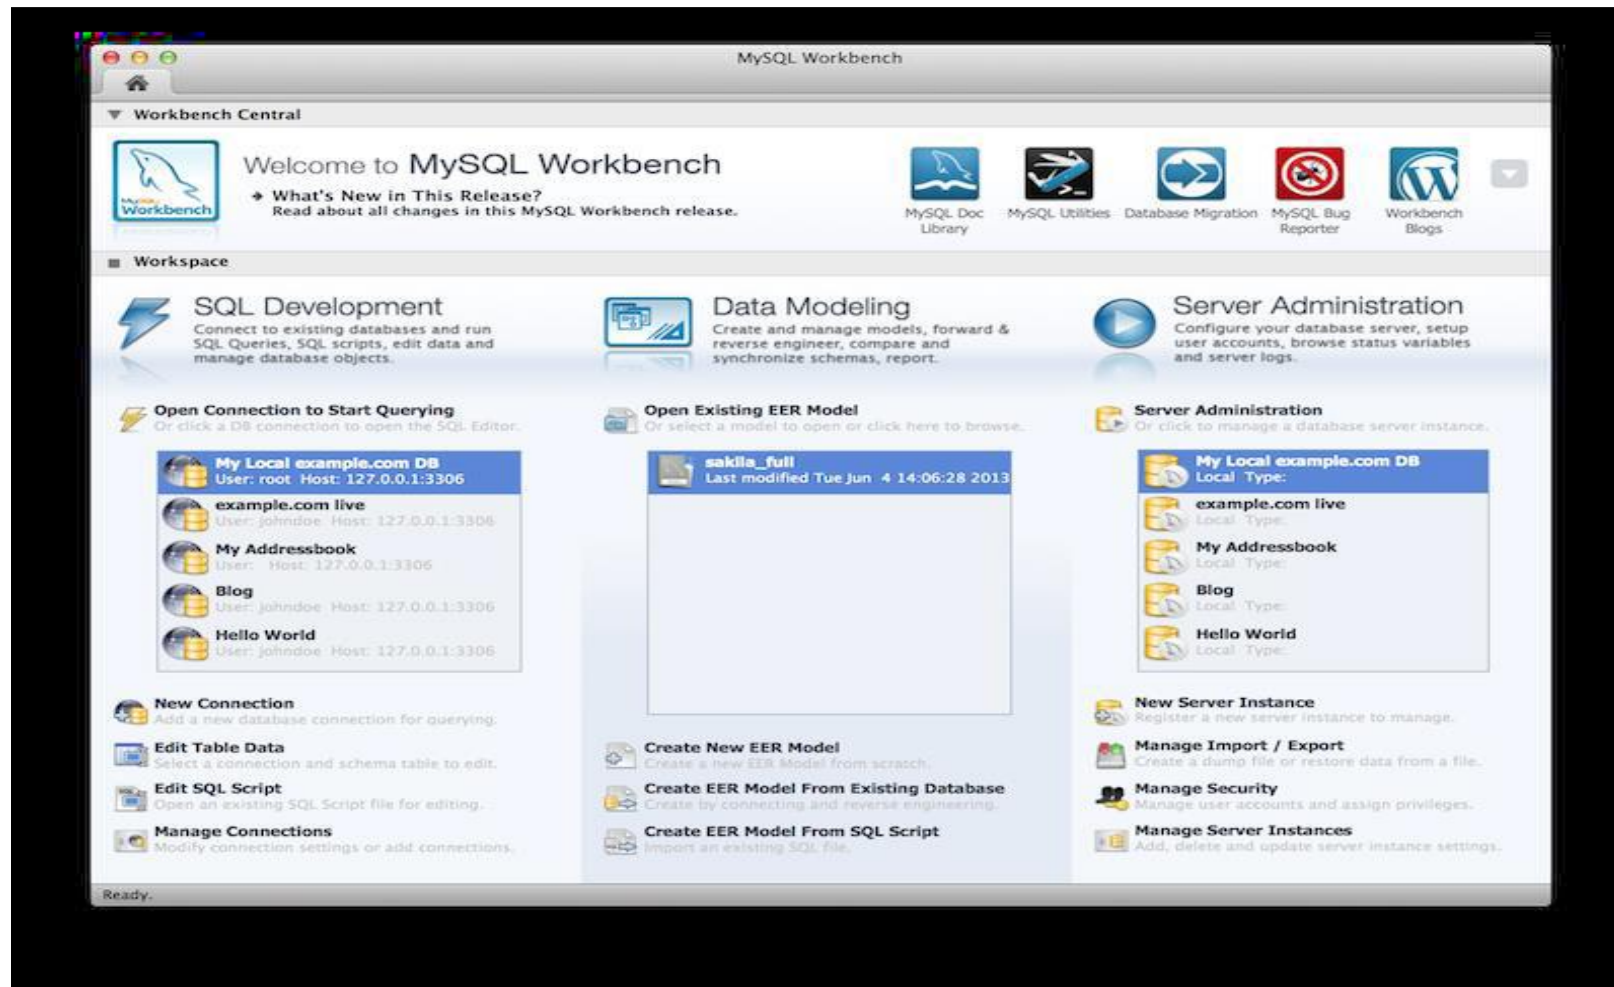 MySQL Workbench
Workbench Central
MySQL
Workbench
Welcome to MySQL Workbench
What's New in This Release?
Read about all changes in this MySQL Workbench release.
MySQL Doc
Library
MySQL Utilities
Database Migration
MySQL Bug
Reporter
Workbench
Blogs
Workspace
SQL Development
Connect to existing databases and run
SQL Queries, SQL scripts, edit data and
manage database objects.
Open Connection to Start Querying
Or click a DB connection to open the SQL Editor.
My Local example.com DB
User: root Host: 127.0.0.1:3306
example.com live
User: johndoe Host: 127.0.0.1:3306
My Addressbook
User: Host: 127.0.0.1:3306
Blog
User: johndoe Host: 127.0.0.1:3306
Hello World
User: johndoe Host: 127.0.0.1:3306
New Connection
Add a new database connection for querying.
Edit Table Data
Select a connection and schema table to edit.
Edit SQL Script
Open an existing SQL Script file for editing.
Manage Connections
Modify connection settings or add connections.
Data Modeling
Create and manage models, forward &
reverse engineer, compare and
synchronize schemas, report.
Open Existing EER Model
Or select a model to open or click here to browse.
sakila_full
Last modified Tue Jun 4 14:06:28 2013
Create New EER Model
Create a new EER Model from scratch.
Create EER Model From Existing Database
Create by connecting and reverse engineering.
Create EER Model From SQL Script
Import an existing SQL file.
Server Administration
Configure your database server, setup
user accounts, browse status variables
and server logs.
Server Administration
Or click to manage a database server instance.
My Local example.com DB
Local Type:
example.com live
Local Type:
My Addressbook
Local Type:
Blog
Local Type:
Hello World
Local Type:
New Server Instance
Register a new server instance to manage.
Manage Import / Export
Create a dump file or restore data from a file.
Manage Security
Manage user accounts and assign privileges.
Manage Server Instances
Add, delete and update server instance settings.
Ready.